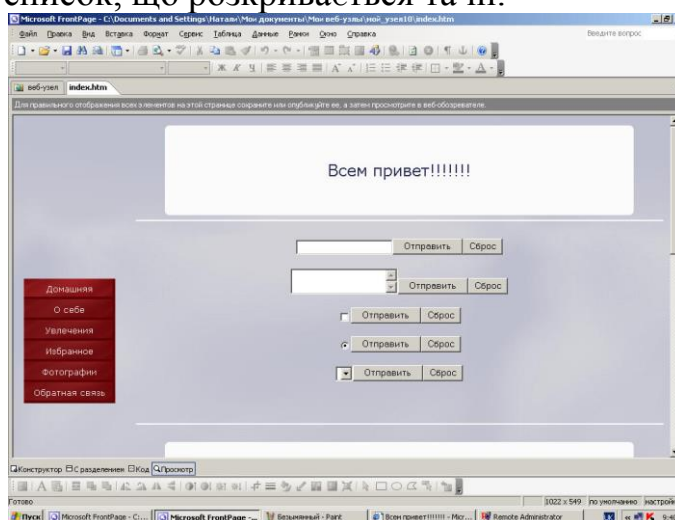 список, що розкривається та ін.
Microsoft FrontPage - C:\Documents and Settings\Натали\Мои документы\Мои веб-узлы\мой_узел10\index.htm
Файл Правка Вид Вставка Формат Сервис Таблица Данные Рамки Окно Справка
Введите вопрос
веб-узел index.htm
Для правильного отображения всех элементов на этой странице сохраните или опубликуйте ее, а затем просмотрите в веб-обозревателе.
Всем привет!!!!!!!
Отправить Сброс
Отправить Сброс
Домашняя
О себе
Отправить Сброс
Увлечения
Отправить Сброс
Избранное
Фотографии
Отправить Сброс
Обратная связь
Конструктор С разделением Код Просмотр
Готово
1022 x 549 по умолчанию настрой
Пуск Microsoft FrontPage - C:... Microsoft FrontPage -... Безымянный - Paint Всем привет!!!!!!! - Micr... Remote Administrator 9:40